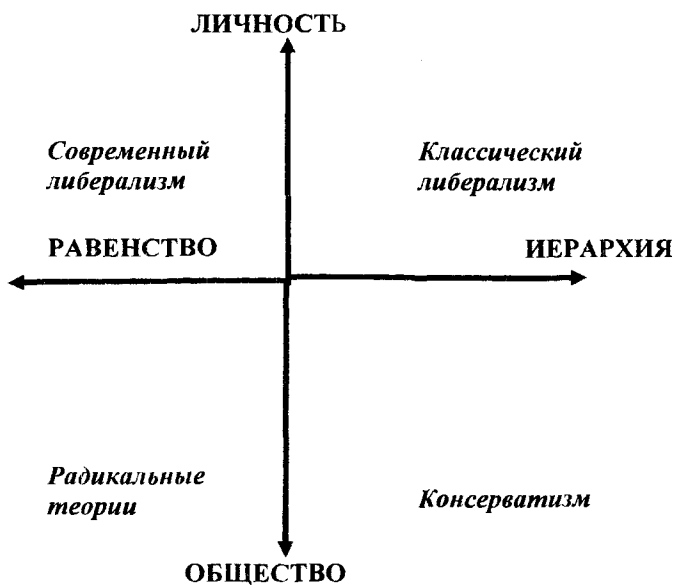 ЛИЧНОСТЬ
Современный
либерализм
Классический
либерализм
РАВЕНСТВО
ИЕРАРХИЯ
Радикальные
теории
Консерватизм
ОБЩЕСТВО